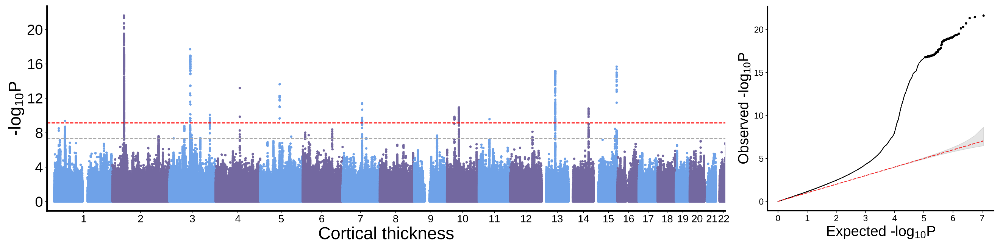 -log10P
20
16
12
8
4
0
1 2 3 4 5 6 7 8 9 10 11 12 13 14 15 16 17 18 19 20 21 22
Cortical thickness
Observed -log10P
20
15
10
5
0
0 1 2 3 4 5 6 7
Expected -log10P